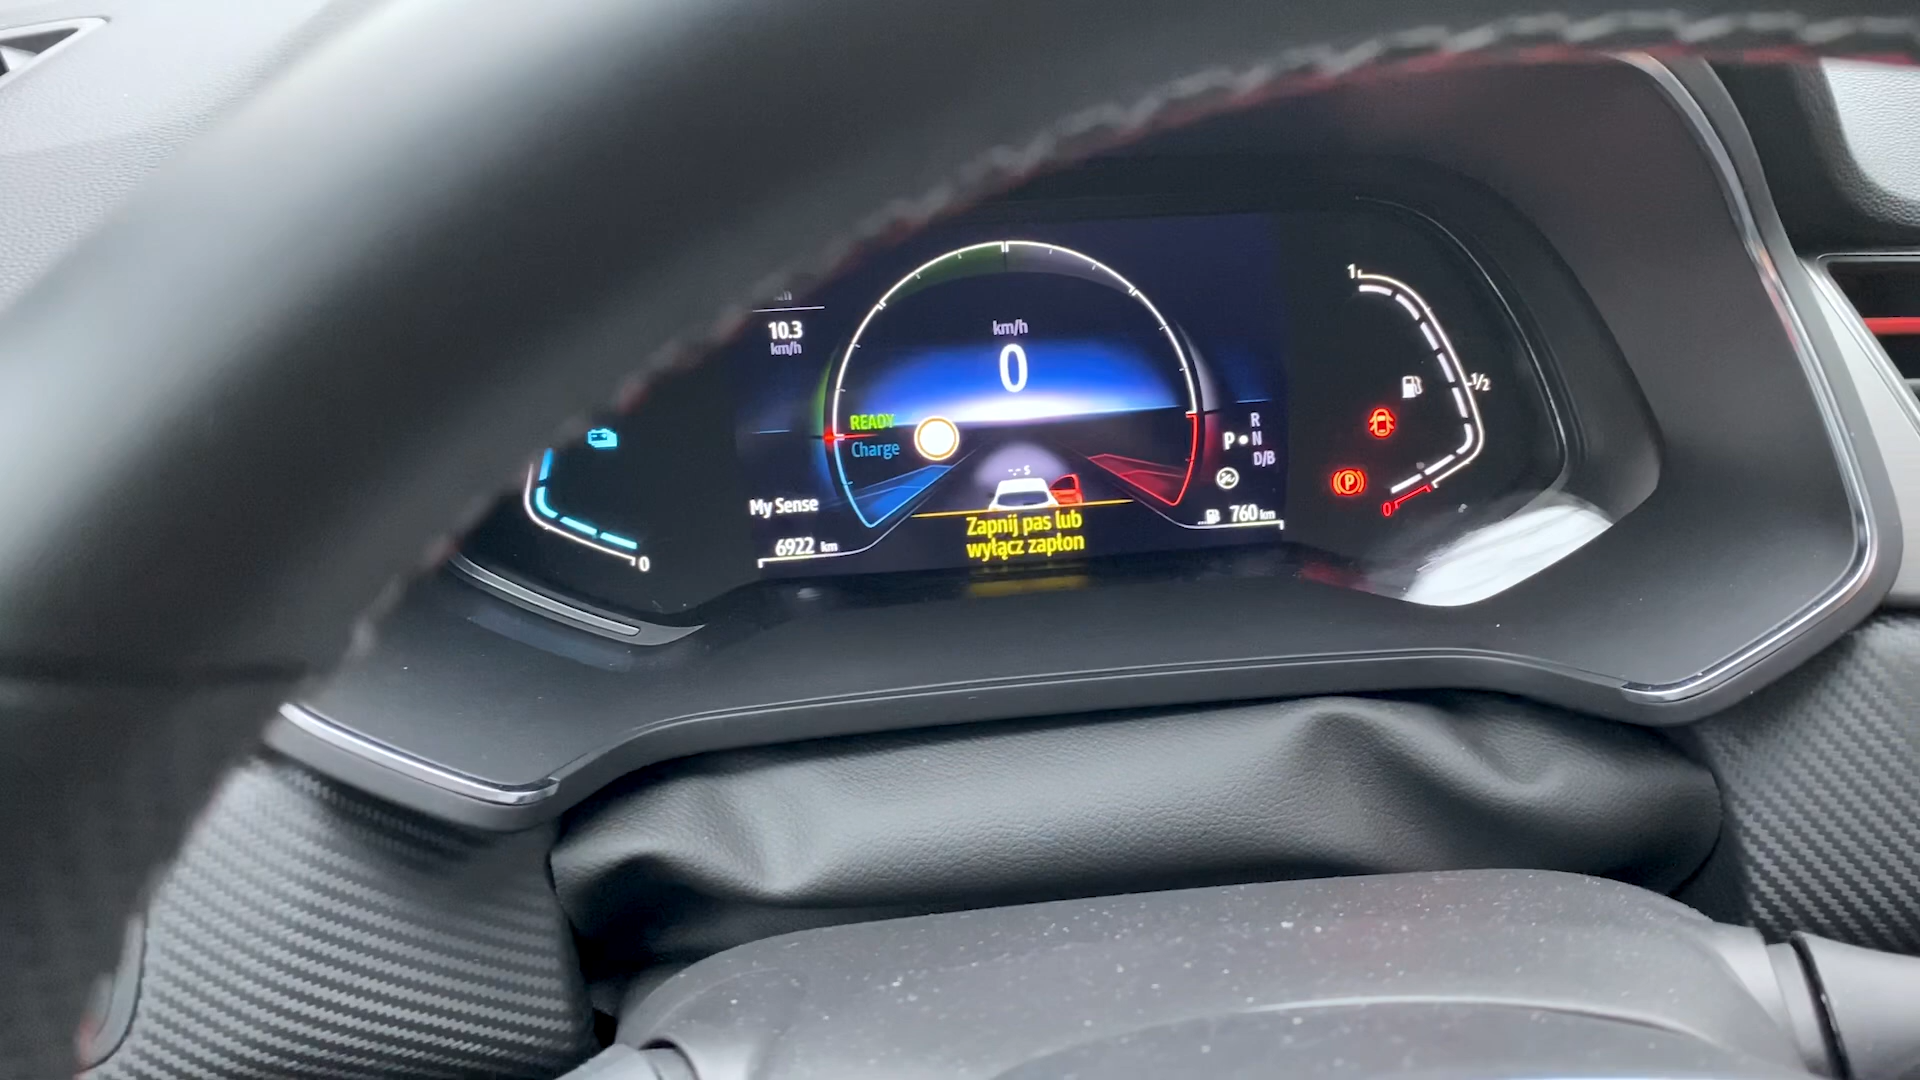 10.3
km/h
km/h
0
READY
Charge
R
P N
D/B
-.- s
My Sense
Zapnij pas lub
wyłącz zapłon
6922 km
760 km
0
1
1/2
P
0